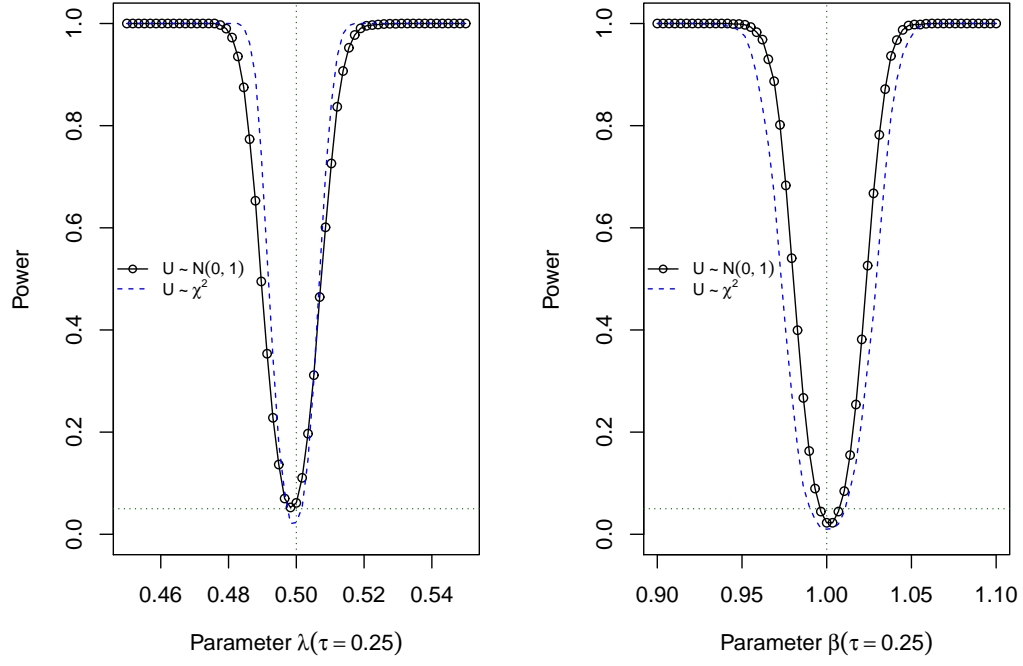 1.0
0.8
0.6
0.4
0.2
0.0
Power
U ~ N(0, 1)
U ~ χ²
0.46 0.48 0.50 0.52 0.54
Parameter λ(τ = 0.25)
1.0
0.8
0.6
0.4
0.2
0.0
Power
U ~ N(0, 1)
U ~ χ²
0.90 0.95 1.00 1.05 1.10
Parameter β(τ = 0.25)